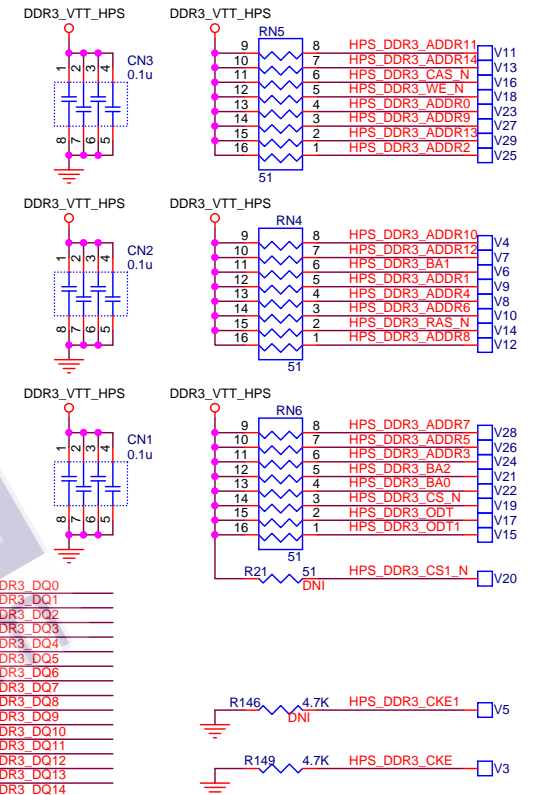 DDR3_VTT_HPS DDR3_VTT_HPS
CN3
0.1u
1 2 3 4
8 7 6 5
RN5
9 8 HPS_DDR3_ADDR11 V11
10 7 HPS_DDR3_ADDR14 V13
11 6 HPS_DDR3_CAS_N V16
12 5 HPS_DDR3_WE_N V18
13 4 HPS_DDR3_ADDR0 V23
14 3 HPS_DDR3_ADDR9 V27
15 2 HPS_DDR3_ADDR13 V29
16 1 HPS_DDR3_ADDR2 V25
51
DDR3_VTT_HPS DDR3_VTT_HPS
CN2
0.1u
1 2 3 4
8 7 6 5
RN4
9 8 HPS_DDR3_ADDR10 V4
10 7 HPS_DDR3_ADDR12 V7
11 6 HPS_DDR3_BA1 V6
12 5 HPS_DDR3_ADDR1 V9
13 4 HPS_DDR3_ADDR4 V8
14 3 HPS_DDR3_ADDR6 V10
15 2 HPS_DDR3_RAS_N V14
16 1 HPS_DDR3_ADDR8 V12
51
DDR3_VTT_HPS DDR3_VTT_HPS
CN1
0.1u
1 2 3 4
8 7 6 5
RN6
9 8 HPS_DDR3_ADDR7 V28
10 7 HPS_DDR3_ADDR5 V26
11 6 HPS_DDR3_ADDR3 V24
12 5 HPS_DDR3_BA2 V21
13 4 HPS_DDR3_BA0 V22
14 3 HPS_DDR3_CS_N V19
15 2 HPS_DDR3_ODT V17
16 1 HPS_DDR3_ODT1 V15
51
R21 51 HPS_DDR3_CS1_N V20
DNI
DR3_DQ0
DR3_DQ1
DR3_DQ2
DR3_DQ3
DR3_DQ4
DR3_DQ5
DR3_DQ6
DR3_DQ7
DR3_DQ8
DR3_DQ9
DR3_DQ10
DR3_DQ11
DR3_DQ12
DR3_DQ13
DR3_DQ14
R146 4.7K HPS_DDR3_CKE1 V5
DNI
R149 4.7K HPS_DDR3_CKE V3